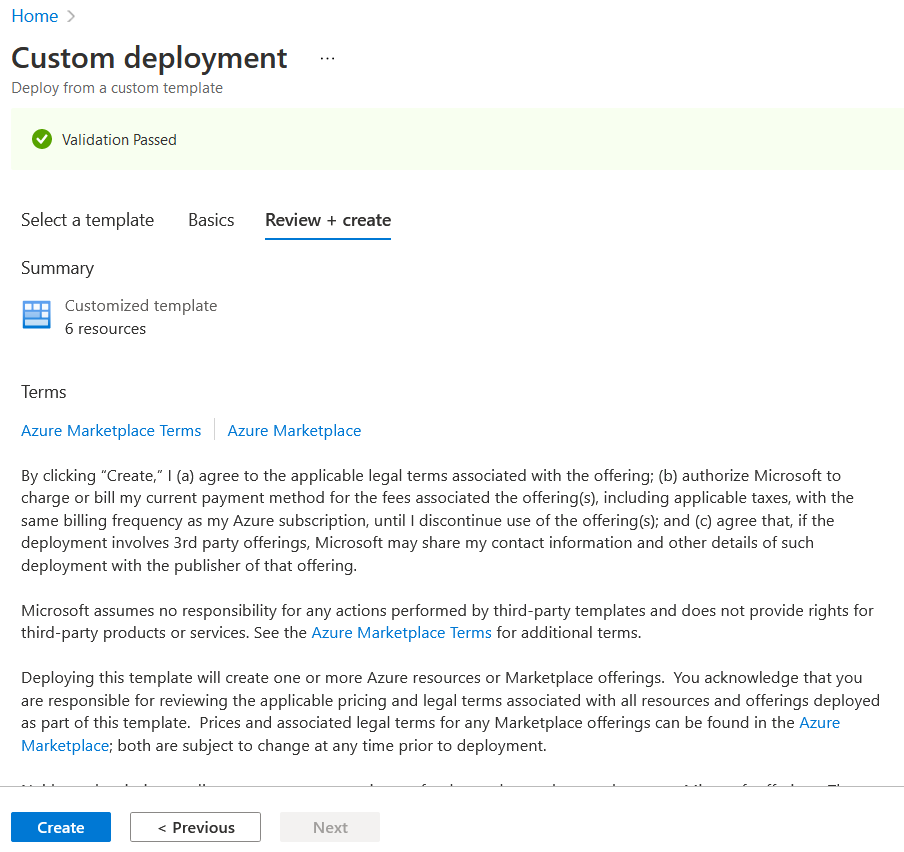 Home
Custom deployment ...
Deploy from a custom template
Validation Passed
Select a template Basics Review + create
Summary
Customized template
6 resources
Terms
Azure Marketplace Terms Azure Marketplace
By clicking “Create,” I (a) agree to the applicable legal terms associated with the offering; (b) authorize Microsoft to
charge or bill my current payment method for the fees associated the offering(s), including applicable taxes, with the
same billing frequency as my Azure subscription, until I discontinue use of the offering(s); and (c) agree that, if the
deployment involves 3rd party offerings, Microsoft may share my contact information and other details of such
deployment with the publisher of that offering.
Microsoft assumes no responsibility for any actions performed by third-party templates and does not provide rights for
third-party products or services. See the Azure Marketplace Terms for additional terms.
Deploying this template will create one or more Azure resources or Marketplace offerings. You acknowledge that you
are responsible for reviewing the applicable pricing and legal terms associated with all resources and offerings deployed
as part of this template. Prices and associated legal terms for any Marketplace offerings can be found in the Azure
Marketplace; both are subject to change at any time prior to deployment.
Create < Previous Next